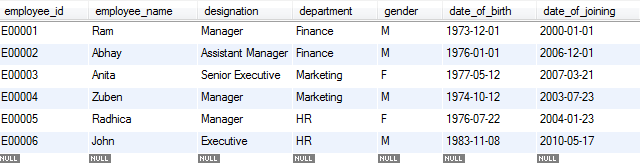 employee_id employee_name designation department gender date_of_birth date_of_joining
E00001 Ram Manager Finance M 1973-12-01 2000-01-01
E00002 Abhay Assistant Manager Finance M 1976-01-01 2006-12-01
E00003 Anita Senior Executive Marketing F 1977-05-12 2007-03-21
E00004 Zuben Manager Marketing M 1974-10-12 2003-07-23
E00005 Radhica Manager HR F 1976-07-22 2004-01-23
E00006 John Executive HR M 1983-11-08 2010-05-17
NULL NULL NULL NULL NULL NULL NULL